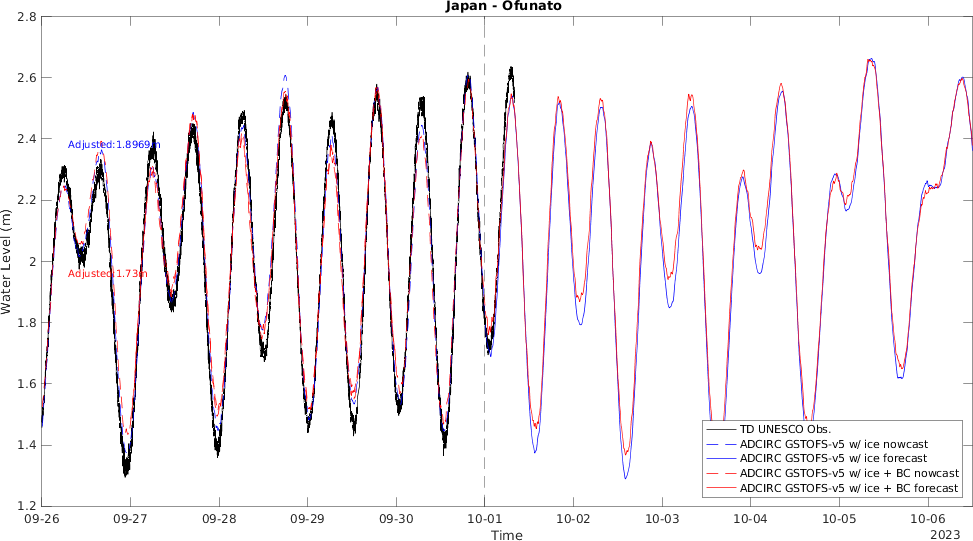 Japan - Ofunato
Water Level (m)
2.8
2.6
2.4
2.2
2
1.8
1.6
1.4
1.2
Adjusted:1.8969m
Adjusted:1.73m
TD UNESCO Obs.
ADCIRC GSTOFS-v5 w/ ice nowcast
ADCIRC GSTOFS-v5 w/ ice forecast
ADCIRC GSTOFS-v5 w/ ice + BC nowcast
ADCIRC GSTOFS-v5 w/ ice + BC forecast
09-26 09-27 09-28 09-29 09-30 10-01 10-02 10-03 10-04 10-05 10-06
Time
2023